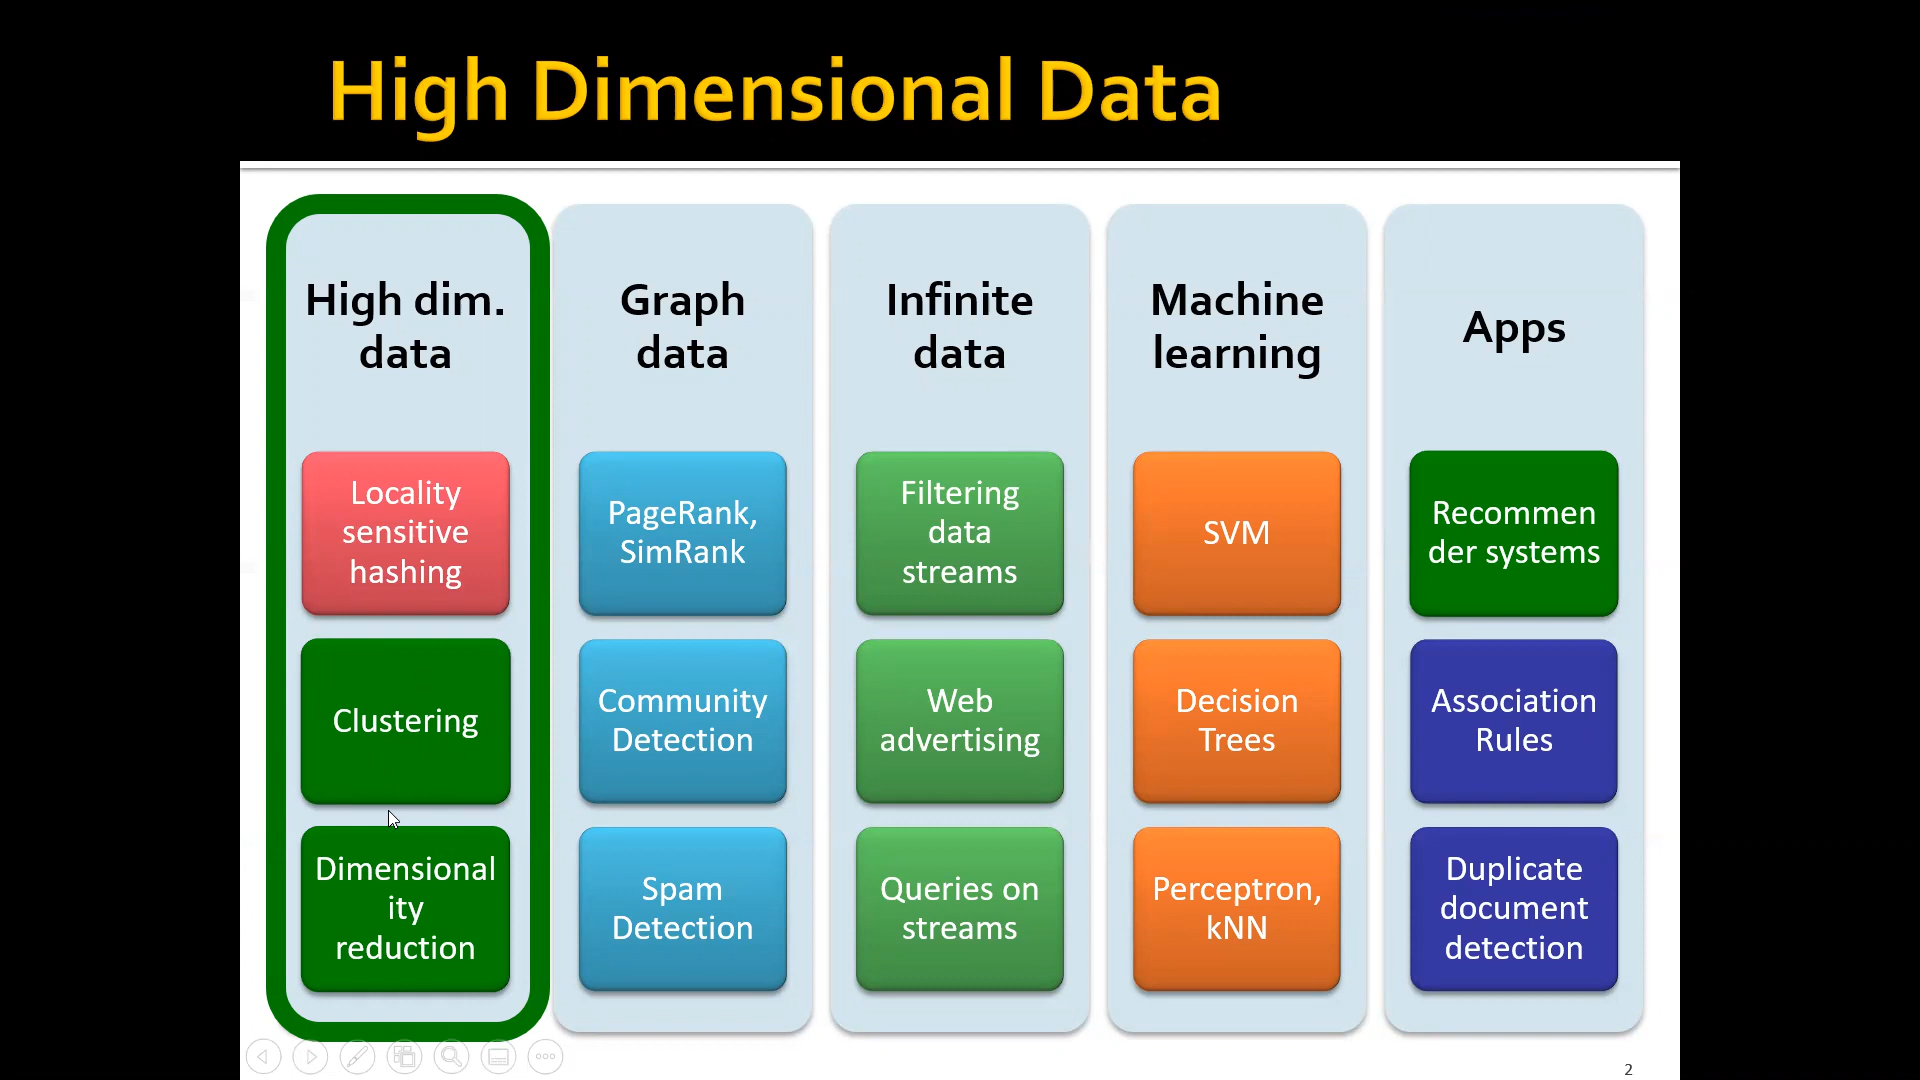 High Dimensional Data
High dim.
data
Locality
sensitive
hashing
Clustering
Dimensional
ity
reduction
Graph
data
PageRank,
SimRank
Community
Detection
Spam
Detection
Infinite
data
Filtering
data
streams
Web
advertising
Queries on
streams
Machine
learning
SVM
Decision
Trees
Perceptron,
kNN
Apps
Recommen
der systems
Association
Rules
Duplicate
document
detection
2